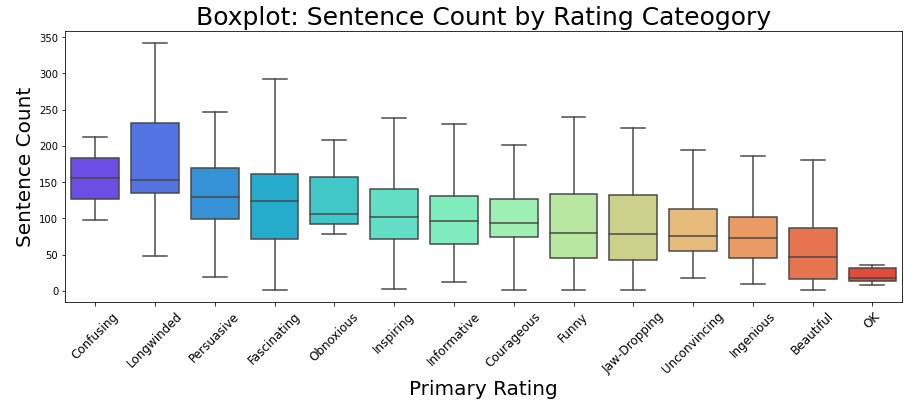 Boxplot: Sentence Count by Rating Cateogory
Sentence Count
350
300
250
200
150
100
50
0
Confusing
Longwinded
Persuasive
Fascinating
Obnoxious
Inspiring
Informative
Courageous
Funny
Jaw-Dropping
Unconvincing
Ingenious
Beautiful
OK
Primary Rating